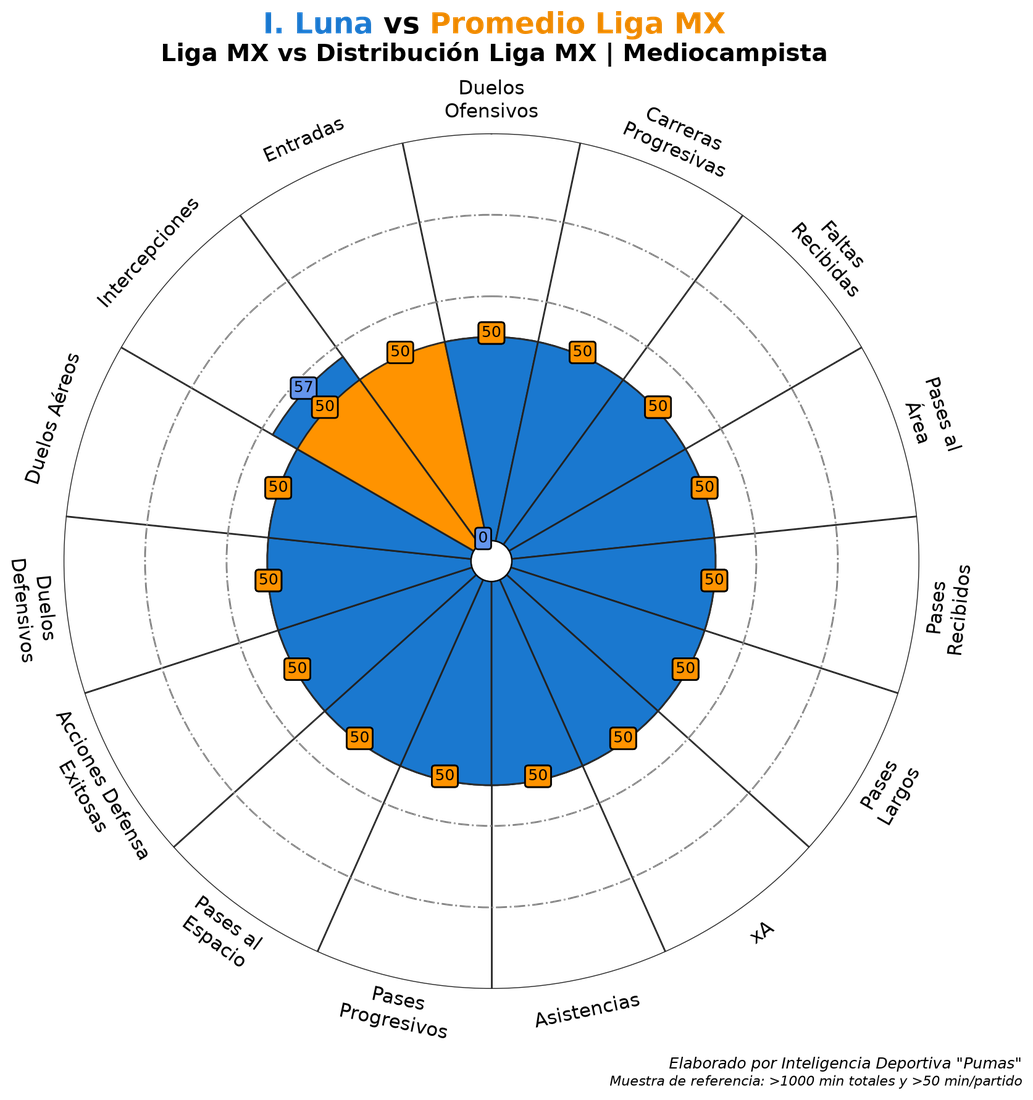 I. Luna vs Promedio Liga MX
Liga MX vs Distribución Liga MX | Mediocampista
Duelos
Ofensivos
Carreras
Progresivas
Faltas
Recibidas
Pases al
Área
Pases
Recibidos
Pases
Largos
xA
Asistencias
Pases
Progresivos
Pases al
Espacio
Acciones Defensa
Exitosas
Duelos
Defensivos
Duelos Aéreos
Intercepciones
Entradas
50
50
50
50
50
50
50
50
50
50
50
50
50
57
50
50
0
Elaborado por Inteligencia Deportiva "Pumas"
Muestra de referencia: >1000 min totales y >50 min/partido